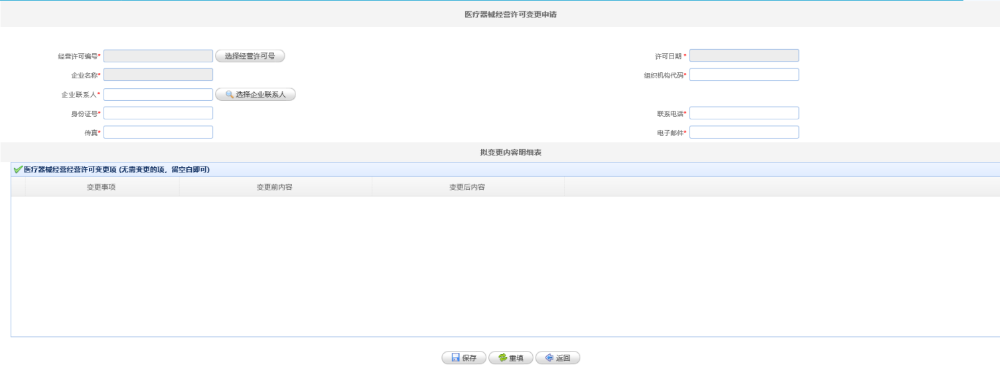 医疗器械经营许可变更申请
经营许可编号* 选择经营许可号 许可日期 *
企业名称* 组织机构代码*
企业联系人* 选择企业联系人
身份证号* 联系电话*
传真* 电子邮件*
拟变更内容明细表
医疗器械经营经营许可变更项 (无需变更的项，留空白即可)
变更事项 变更前内容 变更后内容
保存 重填 返回